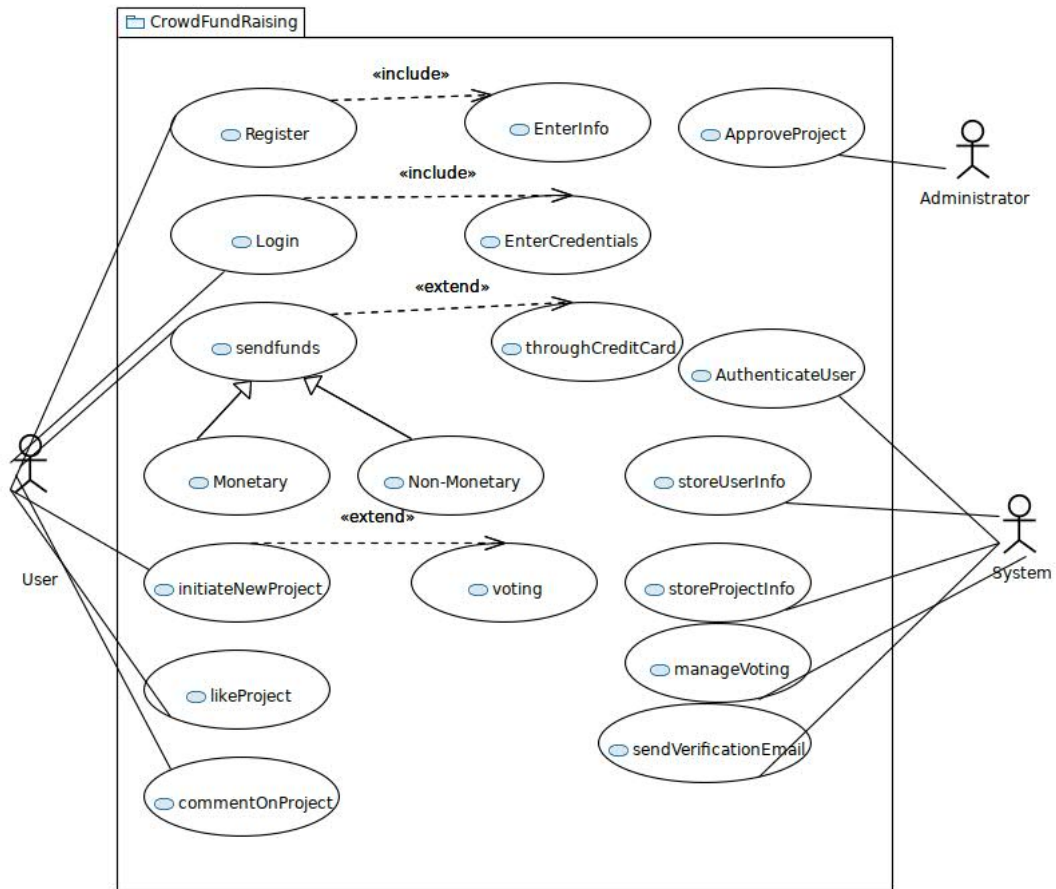 CrowdFundRaising
«include»
Register
EnterInfo
ApproveProject
Administrator
«include»
Login
EnterCredentials
«extend»
sendfunds
throughCreditCard
AuthenticateUser
Monetary
Non-Monetary
storeUserInfo
«extend»
User
System
initiateNewProject
voting
storeProjectInfo
manageVoting
likeProject
sendVerificationEmail
commentOnProject